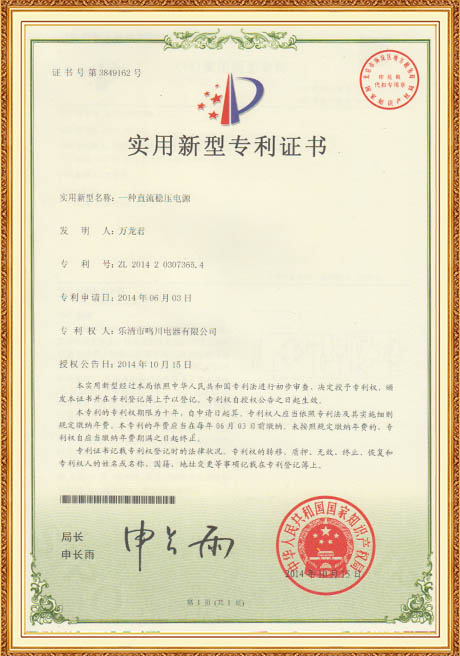 证书号第3849162号
实用新型专利证书
实用新型名称:一种直流稳压电源
发明人:万龙君
专利号:ZL 2014 2 0307365.4
专利申请日:2014年06月03日
专利权人:乐清市鸣川电器有限公司
授权公告日:2014年10月15日
本实用新型经过本局依照中华人民共和国专利法进行初步审查,决定授予专利权,颁
发本证书并在专利登记簿上予以登记。专利权自授权公告之日起生效。
本专利的专利权期限为十年,自申请日起算。专利权人应当依照专利法及其实施细则
规定缴纳年费。本专利的年费应当在每年06月03日前缴纳。未按照规定缴纳年费的,专利
权自应当缴纳年费期满之日起终止。
专利证书记载专利权登记时的法律状况。专利权的转移、质押、无效、终止、恢复和
专利权人的姓名或名称、国籍、地址变更等事项记载在专利登记簿上。
局长
申长雨
申长雨
中华人民共和国国家知识产权局
2014年10月15日
第1页(共1页)